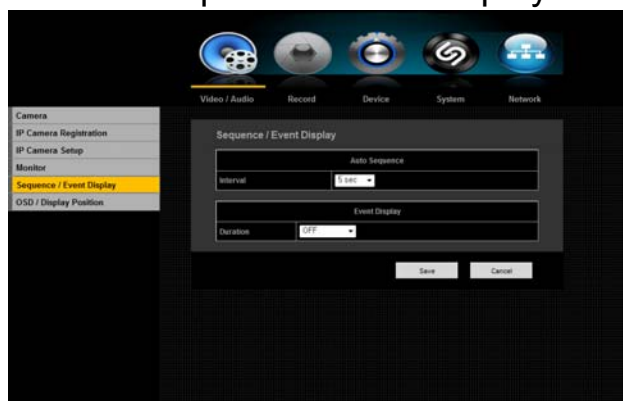 Video / Audio Record Device System Network
Camera
IP Camera Registration
IP Camera Setup
Monitor
Sequence / Event Display
OSD / Display Position
Sequence / Event Display
Auto Sequence
Interval 5 sec
Event Display
Duration OFF
Save Cancel